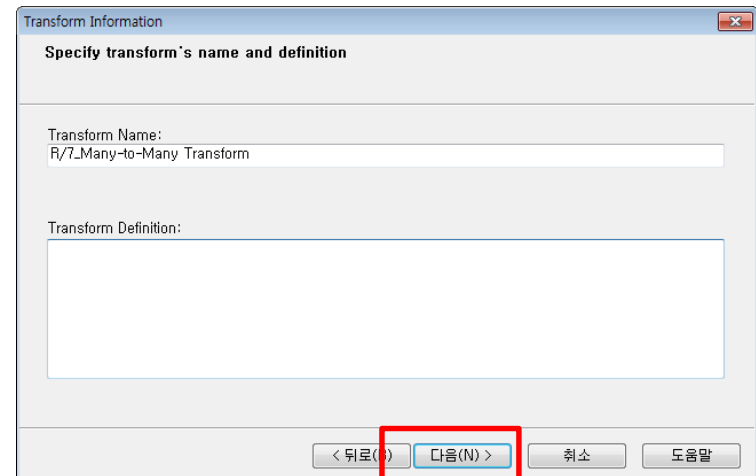 Transform Information
Specify transform's name and definition
Transform Name:
R/7_Many-to-Many Transform
Transform Definition:
< 뒤로(B) 다음(N) > 취소 도움말